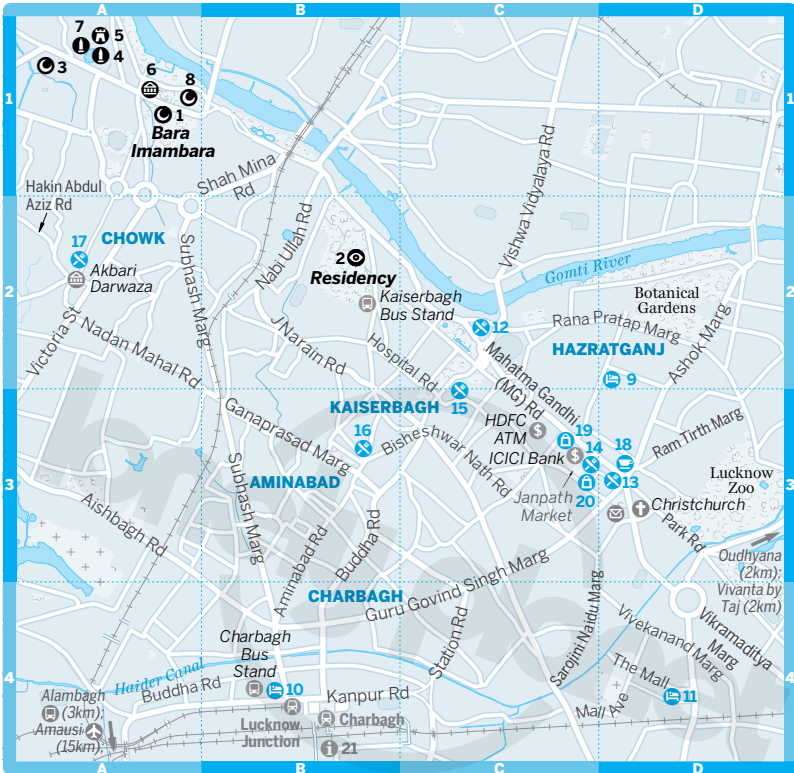 A
B
C
D
7
5
3
4
6
8
1
1
1
Bara
Imambara
Shah Mina
Rd
Hakin Abdul
Aziz Rd
Vishwa Vidyalaya Rd
CHOWK
17
Akbari
Darwaza
Subhash Marg
Nabi Ullah Rd
2
Residency
Kaiserbagh
Bus Stand
Gomti River
2
2
Botanical
Gardens
12
Rana Pratap Marg
HAZRATGANJ
Ashok Marg
Victoria St
Nadan Mahal Rd
J Narain Rd
Hospital Rd
Mahatma Gandhi
(MG) Rd
9
KAISERBAGH
15
Ganaprasad Marg
16
Bisheshwar Nath Rd
HDFC
ATM
ICICI Bank
19
14
18
Ram Tirth Marg
AMINABAD
3
3
Subhash Marg
20
13
Janpath
Market
Christchurch
Lucknow
Zoo
Park Rd
Aishbagh Rd
Aminabad Rd
Buddha Rd
Oudhyana
(2km);
Vivanta by
Taj (2km)
CHARBAGH
Guru Govind Singh Marg
Station Rd
Sarojini Naidu Marg
Vivekanand Marg
Vikramaditya
Marg
Charbagh
Bus
Stand
Haider Canal
Buddha Rd
10
Kanpur Rd
The Mall
11
Mall Ave
4
4
Alambagh
(3km);
Amausi
(15km);
Lucknow
Junction
Charbagh
21
A
B
C
D